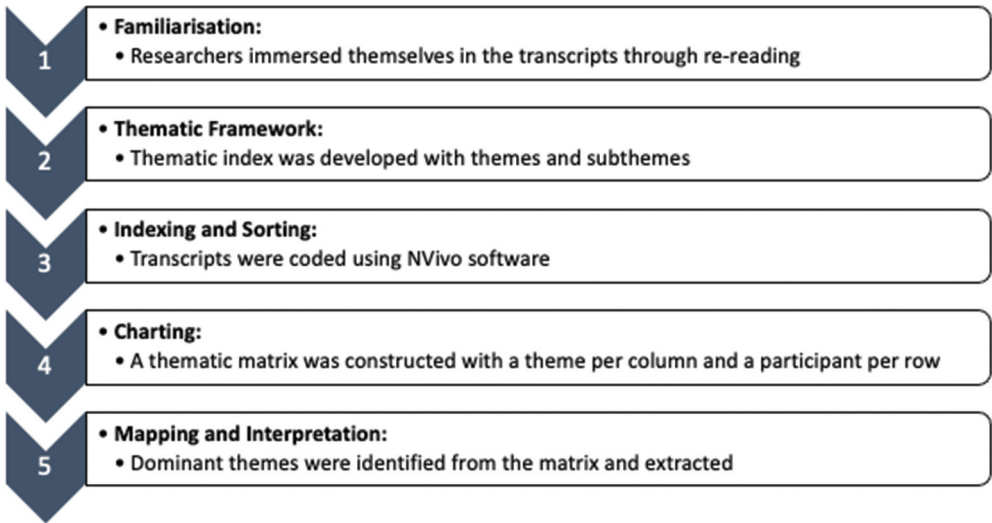 1
• Familiarisation:
• Researchers immersed themselves in the transcripts through re-reading
2
• Thematic Framework:
• Thematic index was developed with themes and subthemes
3
• Indexing and Sorting:
• Transcripts were coded using NVivo software
4
• Charting:
• A thematic matrix was constructed with a theme per column and a participant per row
5
• Mapping and Interpretation:
• Dominant themes were identified from the matrix and extracted